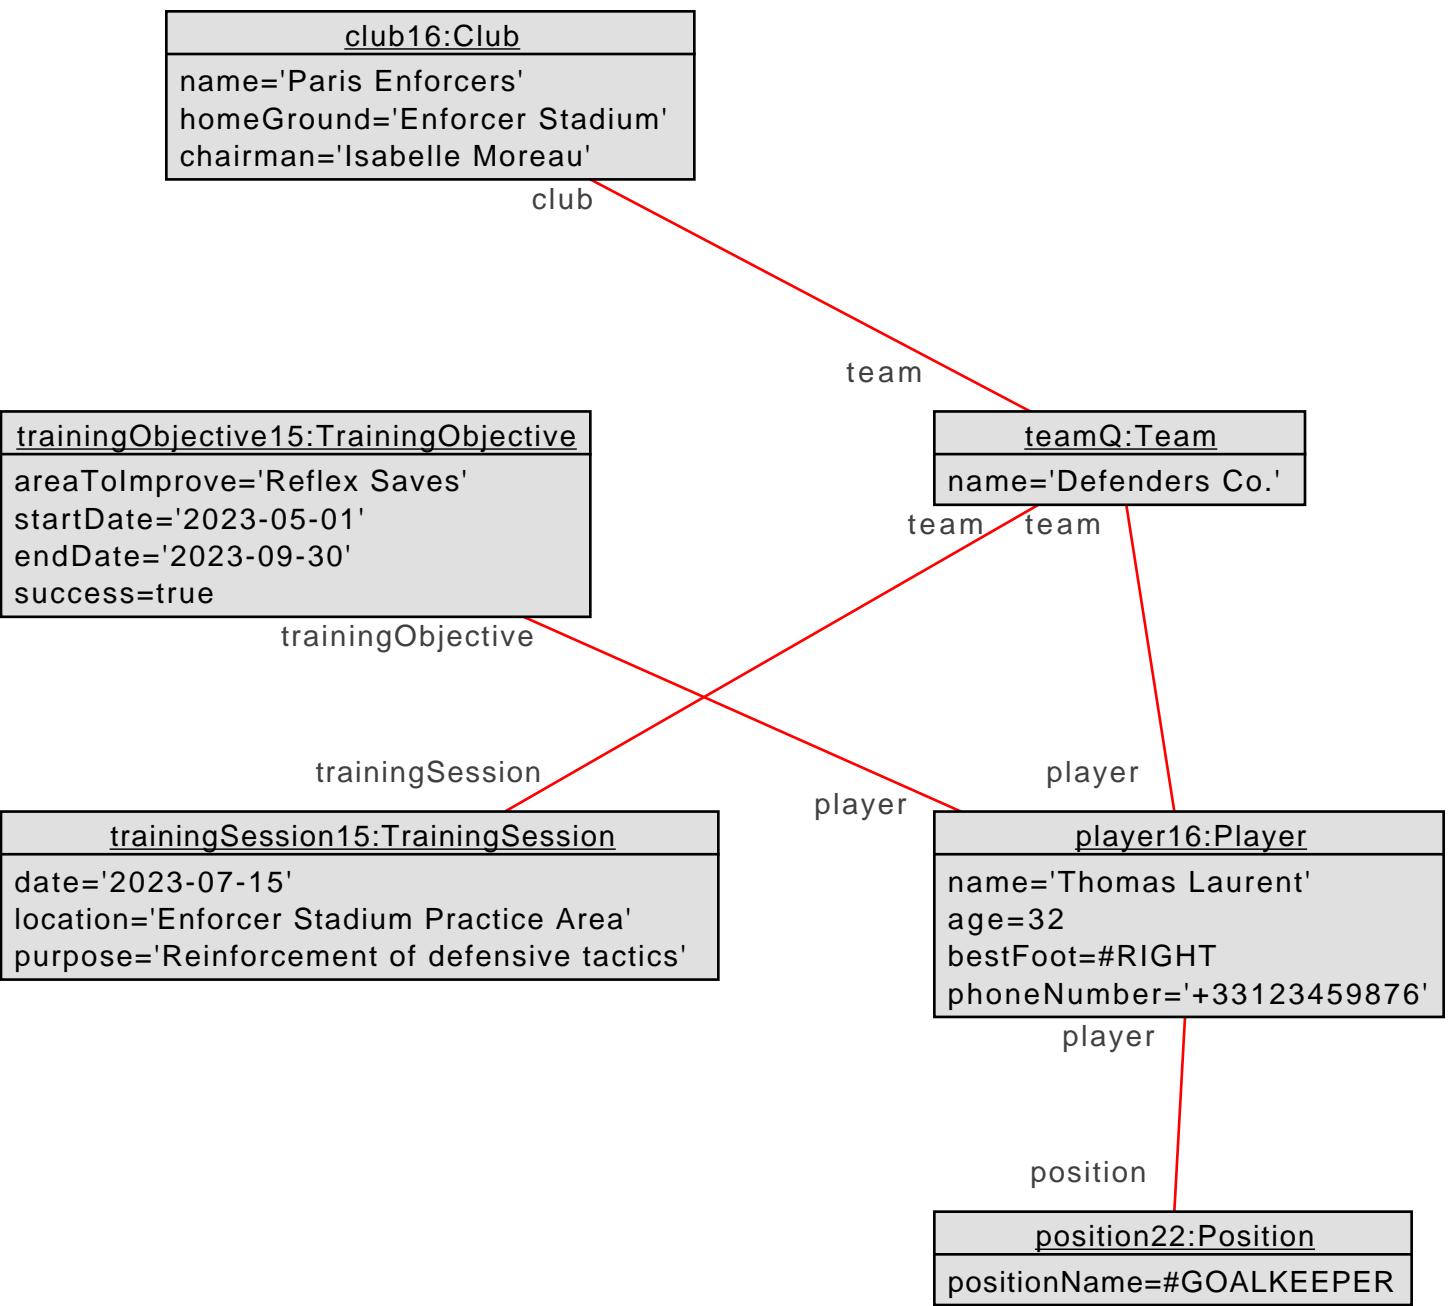 club16:Club
name='Paris Enforcers'
homeGround='Enforcer Stadium'
chairman='Isabelle Moreau'
club
team
trainingObjective15:TrainingObjective
areaToImprove='Reflex Saves'
startDate='2023-05-01'
endDate='2023-09-30'
success=true
trainingObjective
teamQ:Team
name='Defenders Co.'
team
team
trainingSession
player
player
trainingSession15:TrainingSession
date='2023-07-15'
location='Enforcer Stadium Practice Area'
purpose='Reinforcement of defensive tactics'
player16:Player
name='Thomas Laurent'
age=32
bestFoot=#RIGHT
phoneNumber='+33123459876'
player
position
position22:Position
positionName=#GOALKEEPER